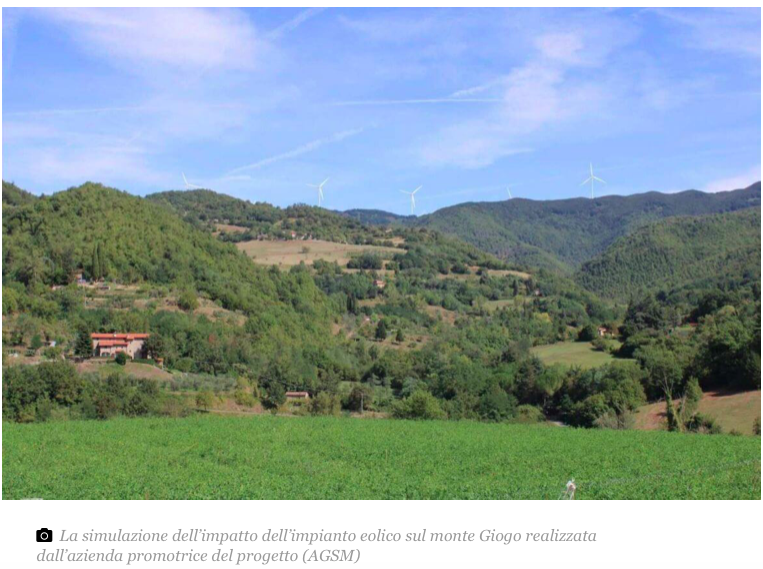 La simulazione dell'impatto dell'impianto eolico sul monte Giogo realizzata
dall'azienda promotrice del progetto (AGSM)